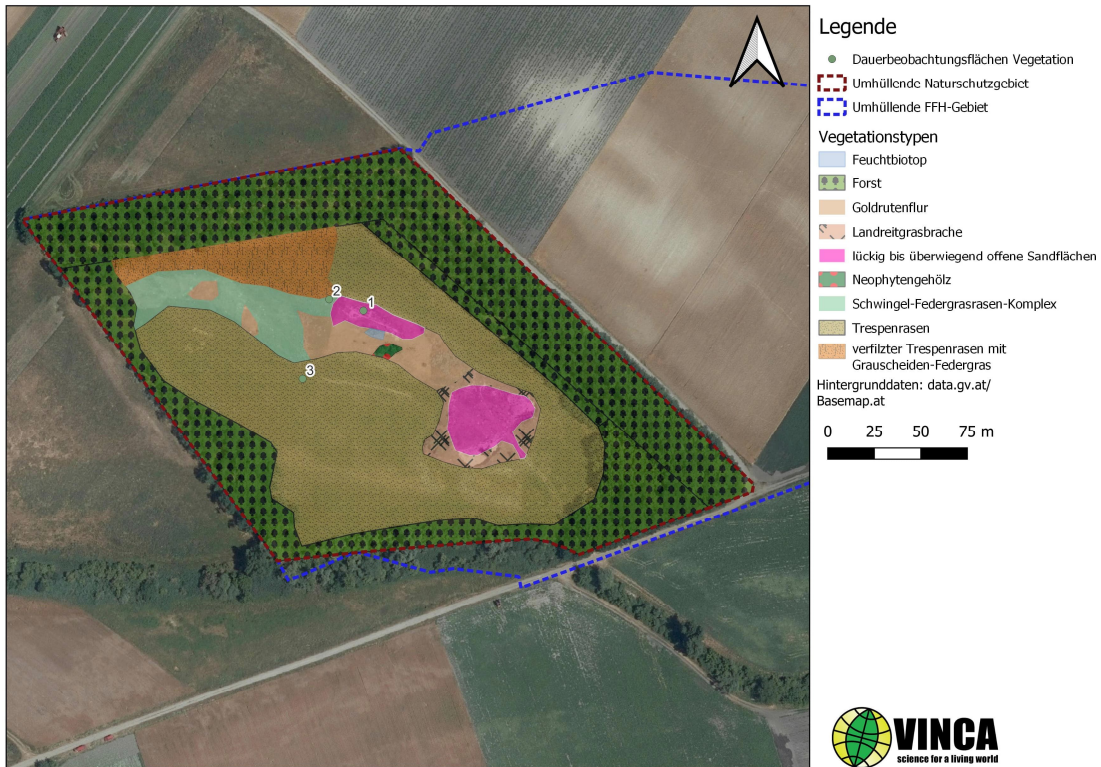 Legende
Dauerbeobachtungsflächen Vegetation
Umhüllende Naturschutzgebiet
Umhüllende FFH-Gebiet
Vegetationstypen
Feuchtbiotop
Forst
Goldrutenflur
Landreitgrasbrache
lückig bis überwiegend offene Sandflächen
Neophytengehölz
Schwingel-Federgrasrasen-Komplex
Trespenrasen
verfilzter Trespenrasen mit
Grauscheiden-Federgras
Hintergrunddaten: data.gv.at/
Basemap.at
0 25 50 75 m
2
1
3
VINCA
science for a living world